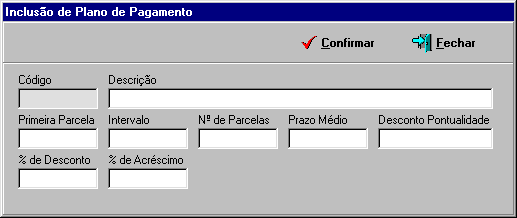 Inclusão de Plano de Pagamento
Confirmar Fechar
Código Descrição
Primeira Parcela Intervalo Nº de Parcelas Prazo Médio Desconto Pontualidade
% de Desconto % de Acréscimo